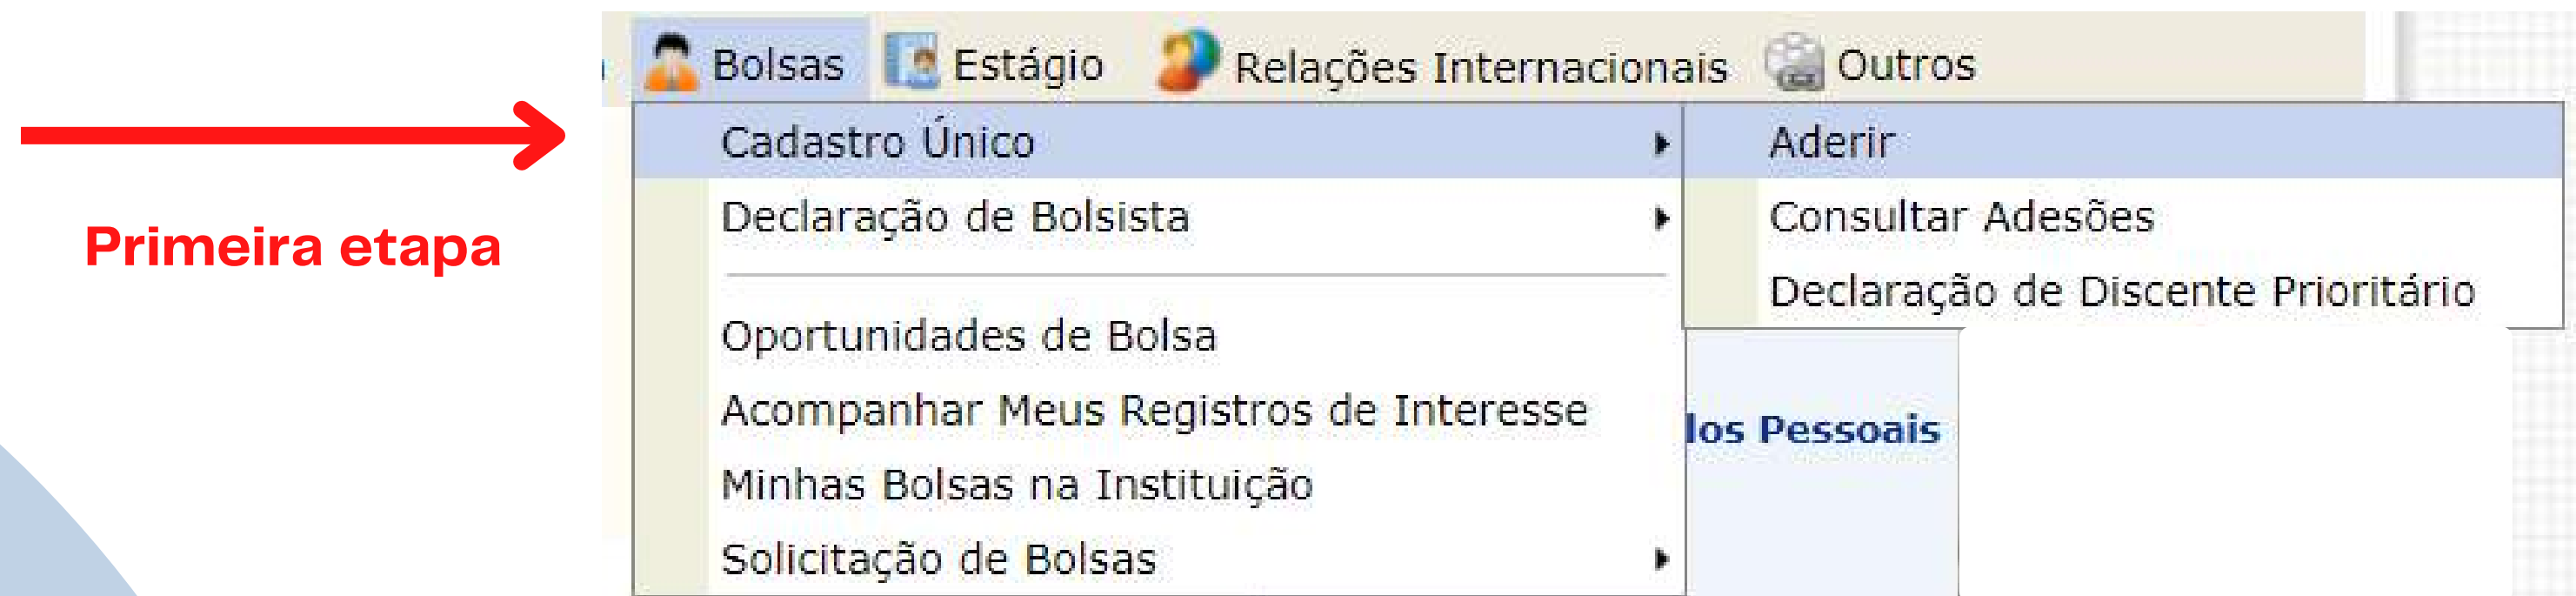 Bolsas Estágio Relações Internacionais Outros
Primeira etapa
Cadastro Único
Declaração de Bolsista
Oportunidades de Bolsa
Acompanhar Meus Registros de Interesse
Minhas Bolsas na Instituição
Solicitação de Bolsas
Aderir
Consultar Adesões
Declaração de Discente Prioritário
Pessoais